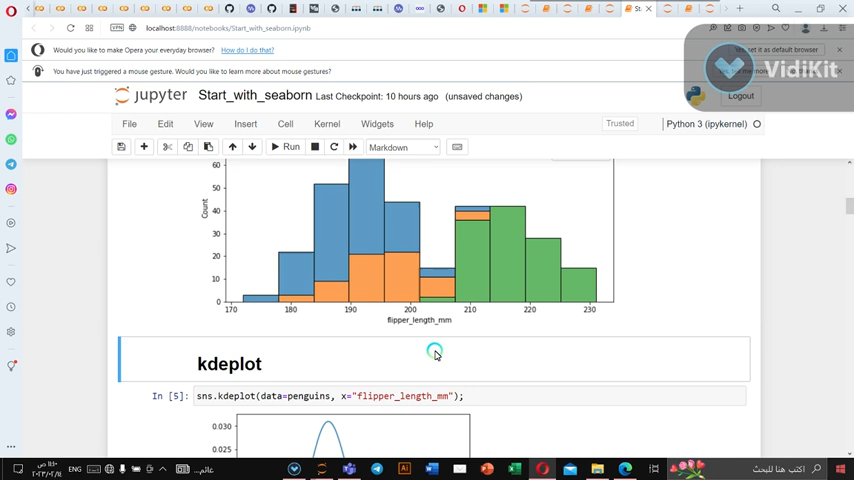 St
localhost:8888/notebooks/Start_with_seaborn.ipynb
VPN
Would you like to make Opera your everyday browser? How do I do that?
Yes, set it as default browser
You have just triggered a mouse gesture. Would you like to learn more about mouse gestures?
VidiKit
jupyter Start_with_seaborn Last Checkpoint: 10 hours ago (unsaved changes)
Logout
File Edit View Insert Cell Kernel Widgets Help
Trusted
Python 3 (ipykernel)
Run
Markdown
60
50
40
30
20
10
0
Count
170 180 190 200 210 220 230
flipper_length_mm
kdeplot
In [5]: sns.kdeplot(data=penguins, x="flipper_length_mm");
0.030
0.025
ENG
عالم...
اكتب هنا للبحث